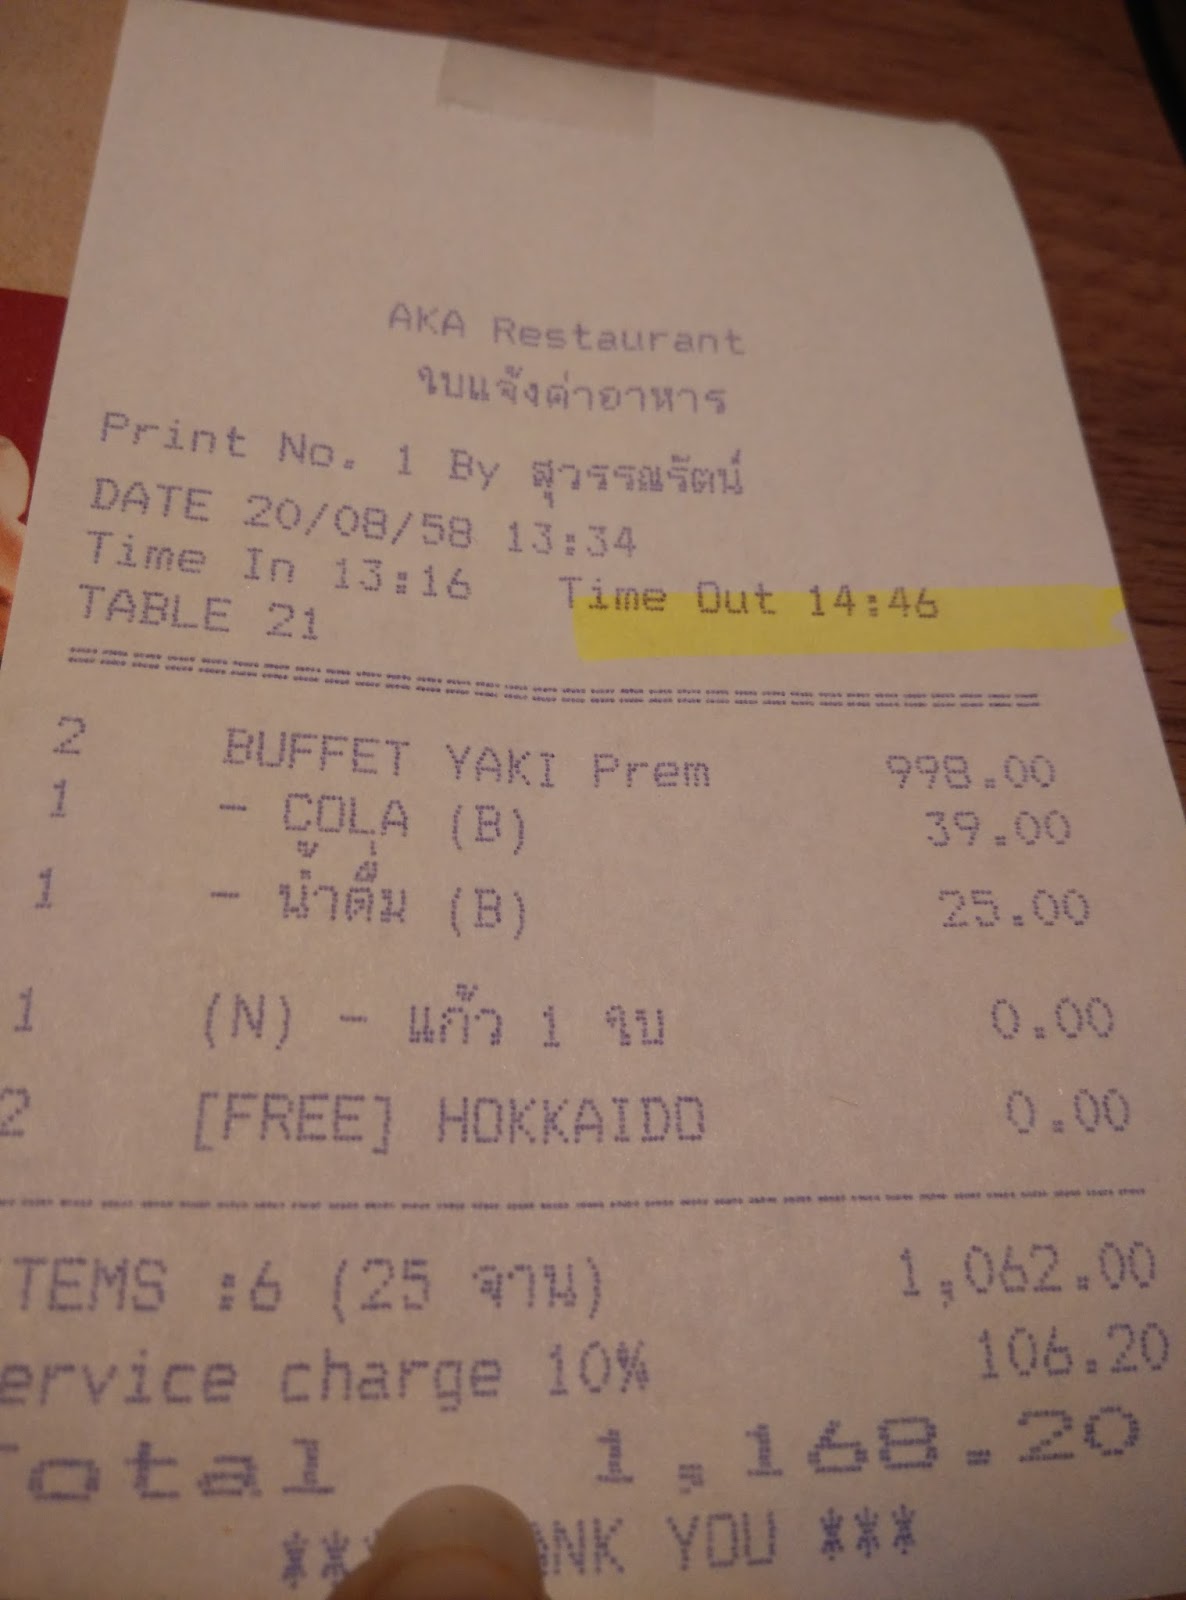 AKA Restaurant
ใบแจ้งค่าอาหาร
Print No. 1 By สุวรรณรัตน์
DATE 20/08/58 13:34
Time In 13:16 Time Out 14:46
TABLE 21
2 BUFFET YAKI Prem 998.00
1 - COLA (B) 39.00
1 - น้ำดื่ม (B) 25.00
1 (N) - แก้ว 1 ใบ 0.00
2 [FREE] HOKKAIDO 0.00
TEMS :6 (25 จาน) 1,062.00
ervice charge 10% 106.20
Total 1,168.20
** ANK YOU ***